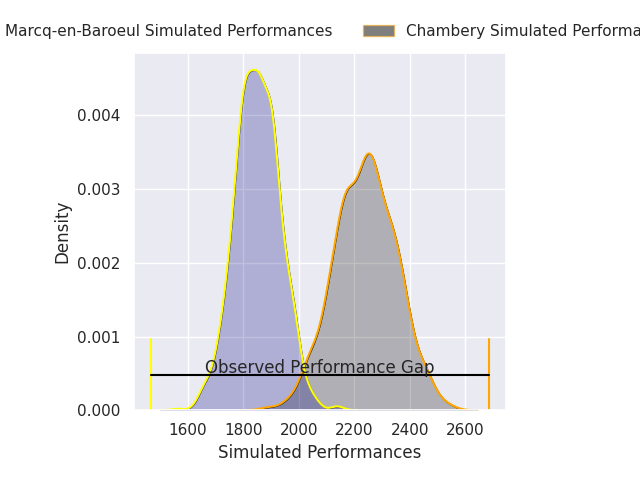 Marcq-en-Baroeul Simulated Performances
Chambery Simulated Performa
0.004
0.003
0.002
0.001
0.000
Density
Observed Performance Gap
1600 1800 2000 2200 2400 2600
Simulated Performances